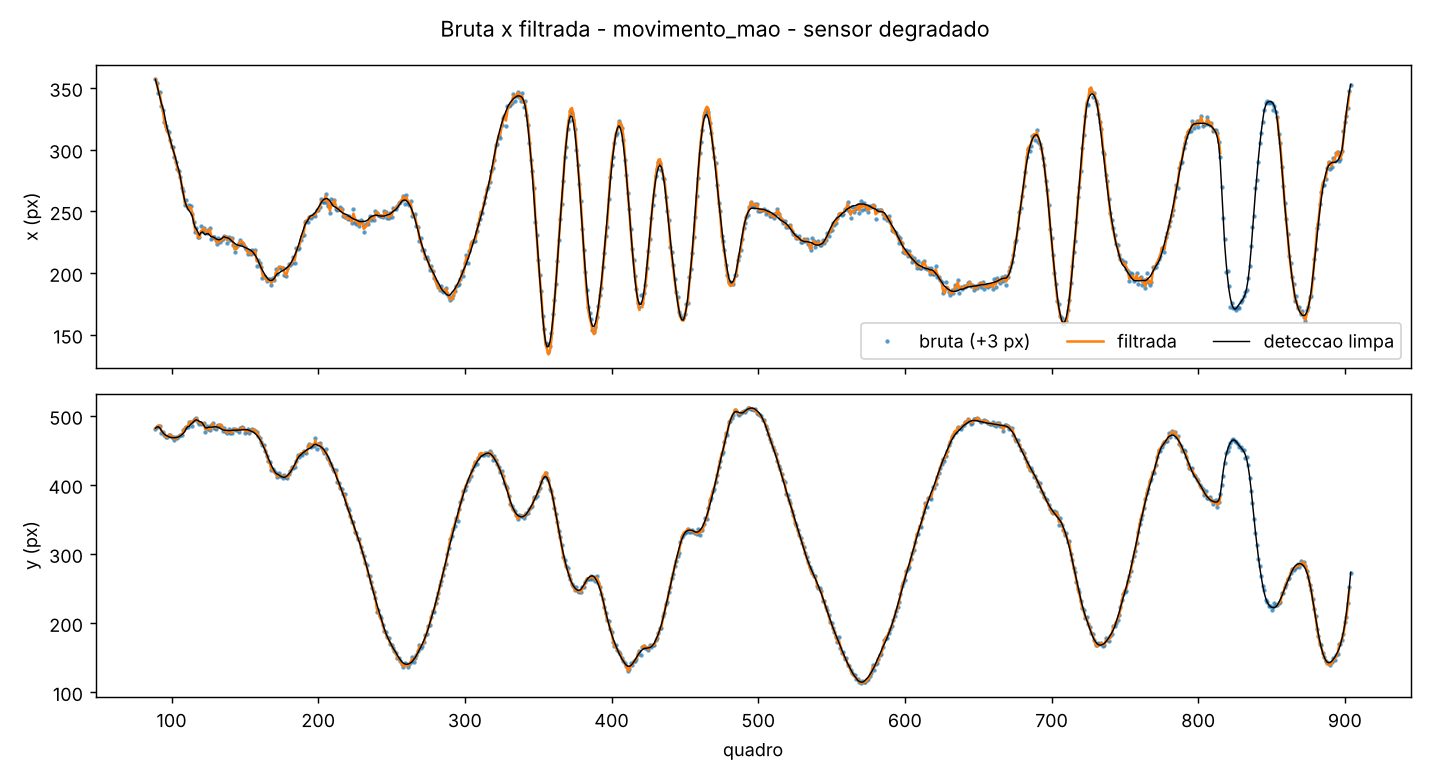 Bruta x filtrada - movimento_mao - sensor degradado
350
300
250
200
150
x (px)
bruta (+3 px) filtrada deteccao limpa
500
400
300
200
100
y (px)
100 200 300 400 500 600 700 800 900
quadro